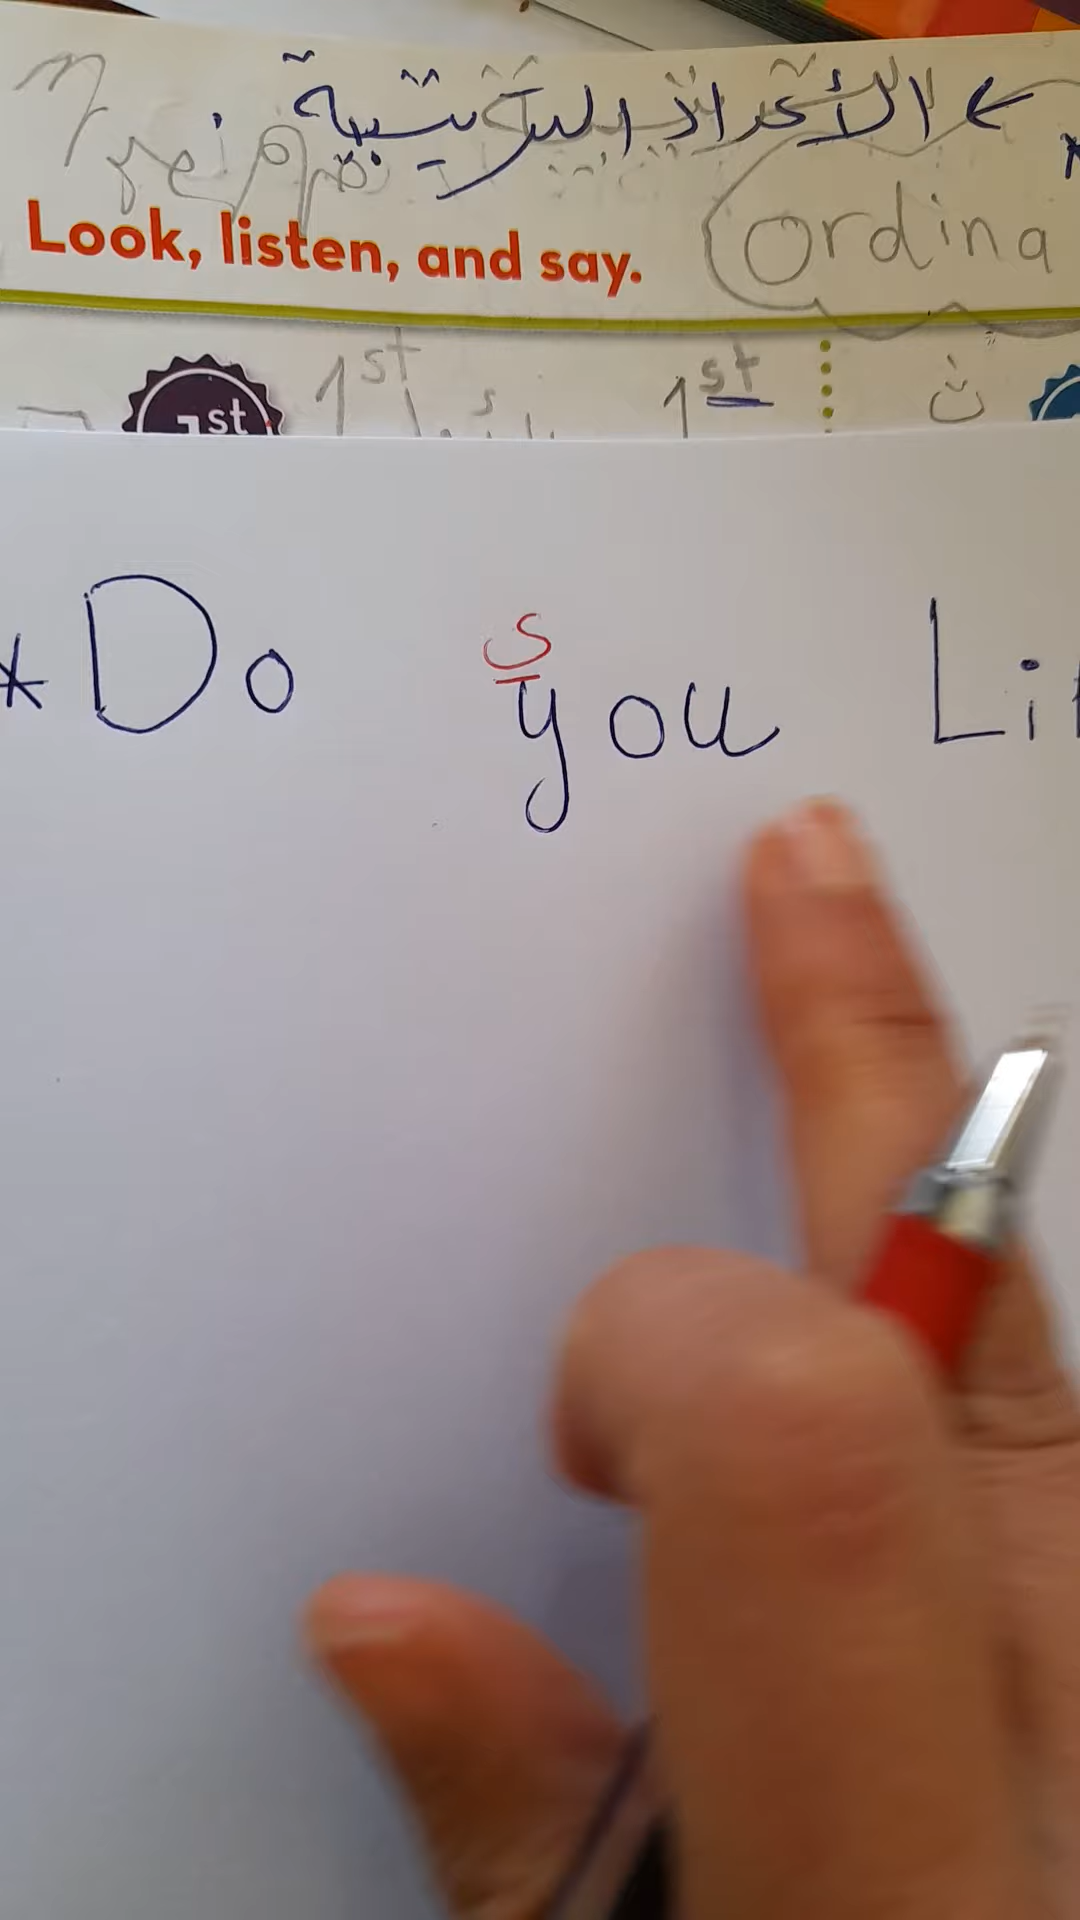 الأعداد الترتيبية
Look, listen, and say.
Ordina
1st 1st 1st
S
* Do you Li